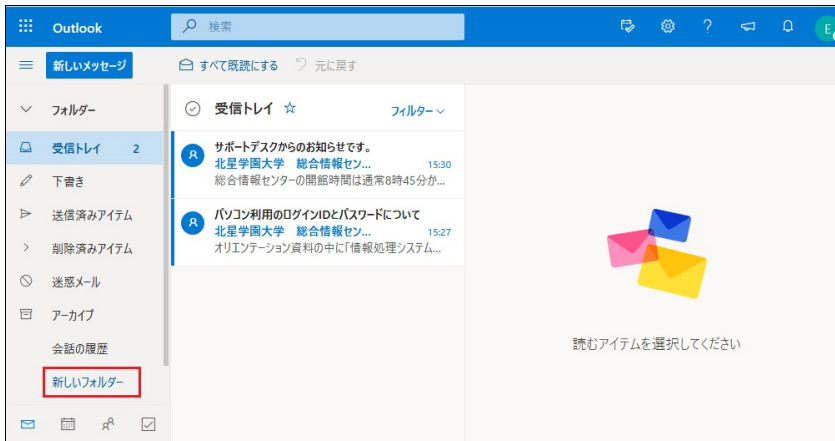 Outlook
検索
新しいメッセージ
すべて既読にする
元に戻す
フォルダー
受信トレイ 2
下書き
送信済みアイテム
削除済みアイテム
迷惑メール
アーカイブ
会話の履歴
新しいフォルダー
受信トレイ
フィルター
サポートデスクからのお知らせです。
北星学園大学 総合情報セン... 15:30
総合情報センターの開館時間は通常8時45分か...
パソコン利用のログインIDとパスワードについて
北星学園大学 総合情報セン... 15:27
オリエンテーション資料の中に「情報処理システム...
読むアイテムを選択してください
E